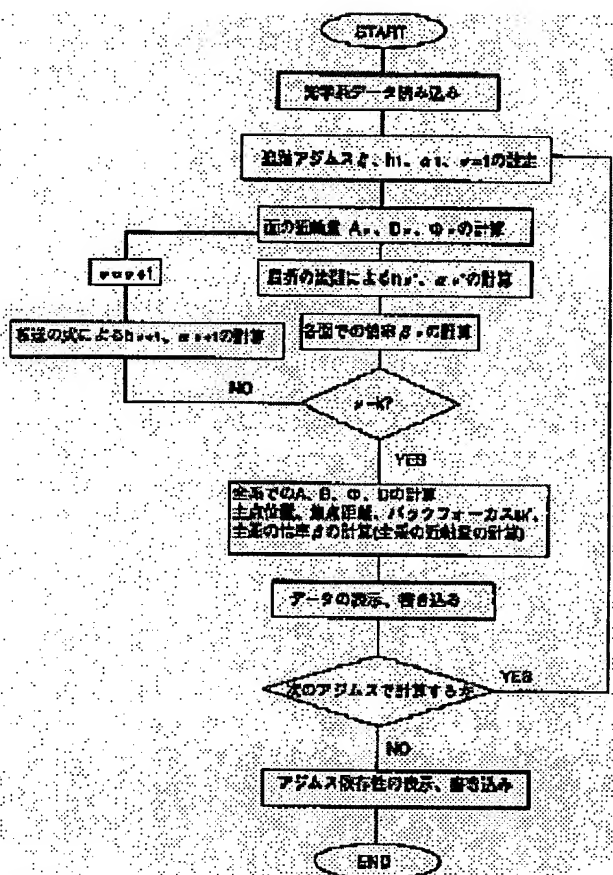 START
光学系データ読み込み
追跡アジムスξ、h1、α1、ν=1の設定
面の近軸量 Aν、Dν、Φνの計算
ν=ν+1
屈折の法則によるhν'、αν'の計算
転送の式によるhν+1、αν+1の計算
各面での倍率βνの計算
NO
ν=k?
YES
全系でのA、B、Φ、Dの計算
主点位置、焦点距離、バックフォーカスsk'、
全系の倍率βの計算(全系の近軸量の計算)
データの表示、書き込み
次のアジムスで計算するか
YES
NO
アジムス依存性の表示、書き込み
END